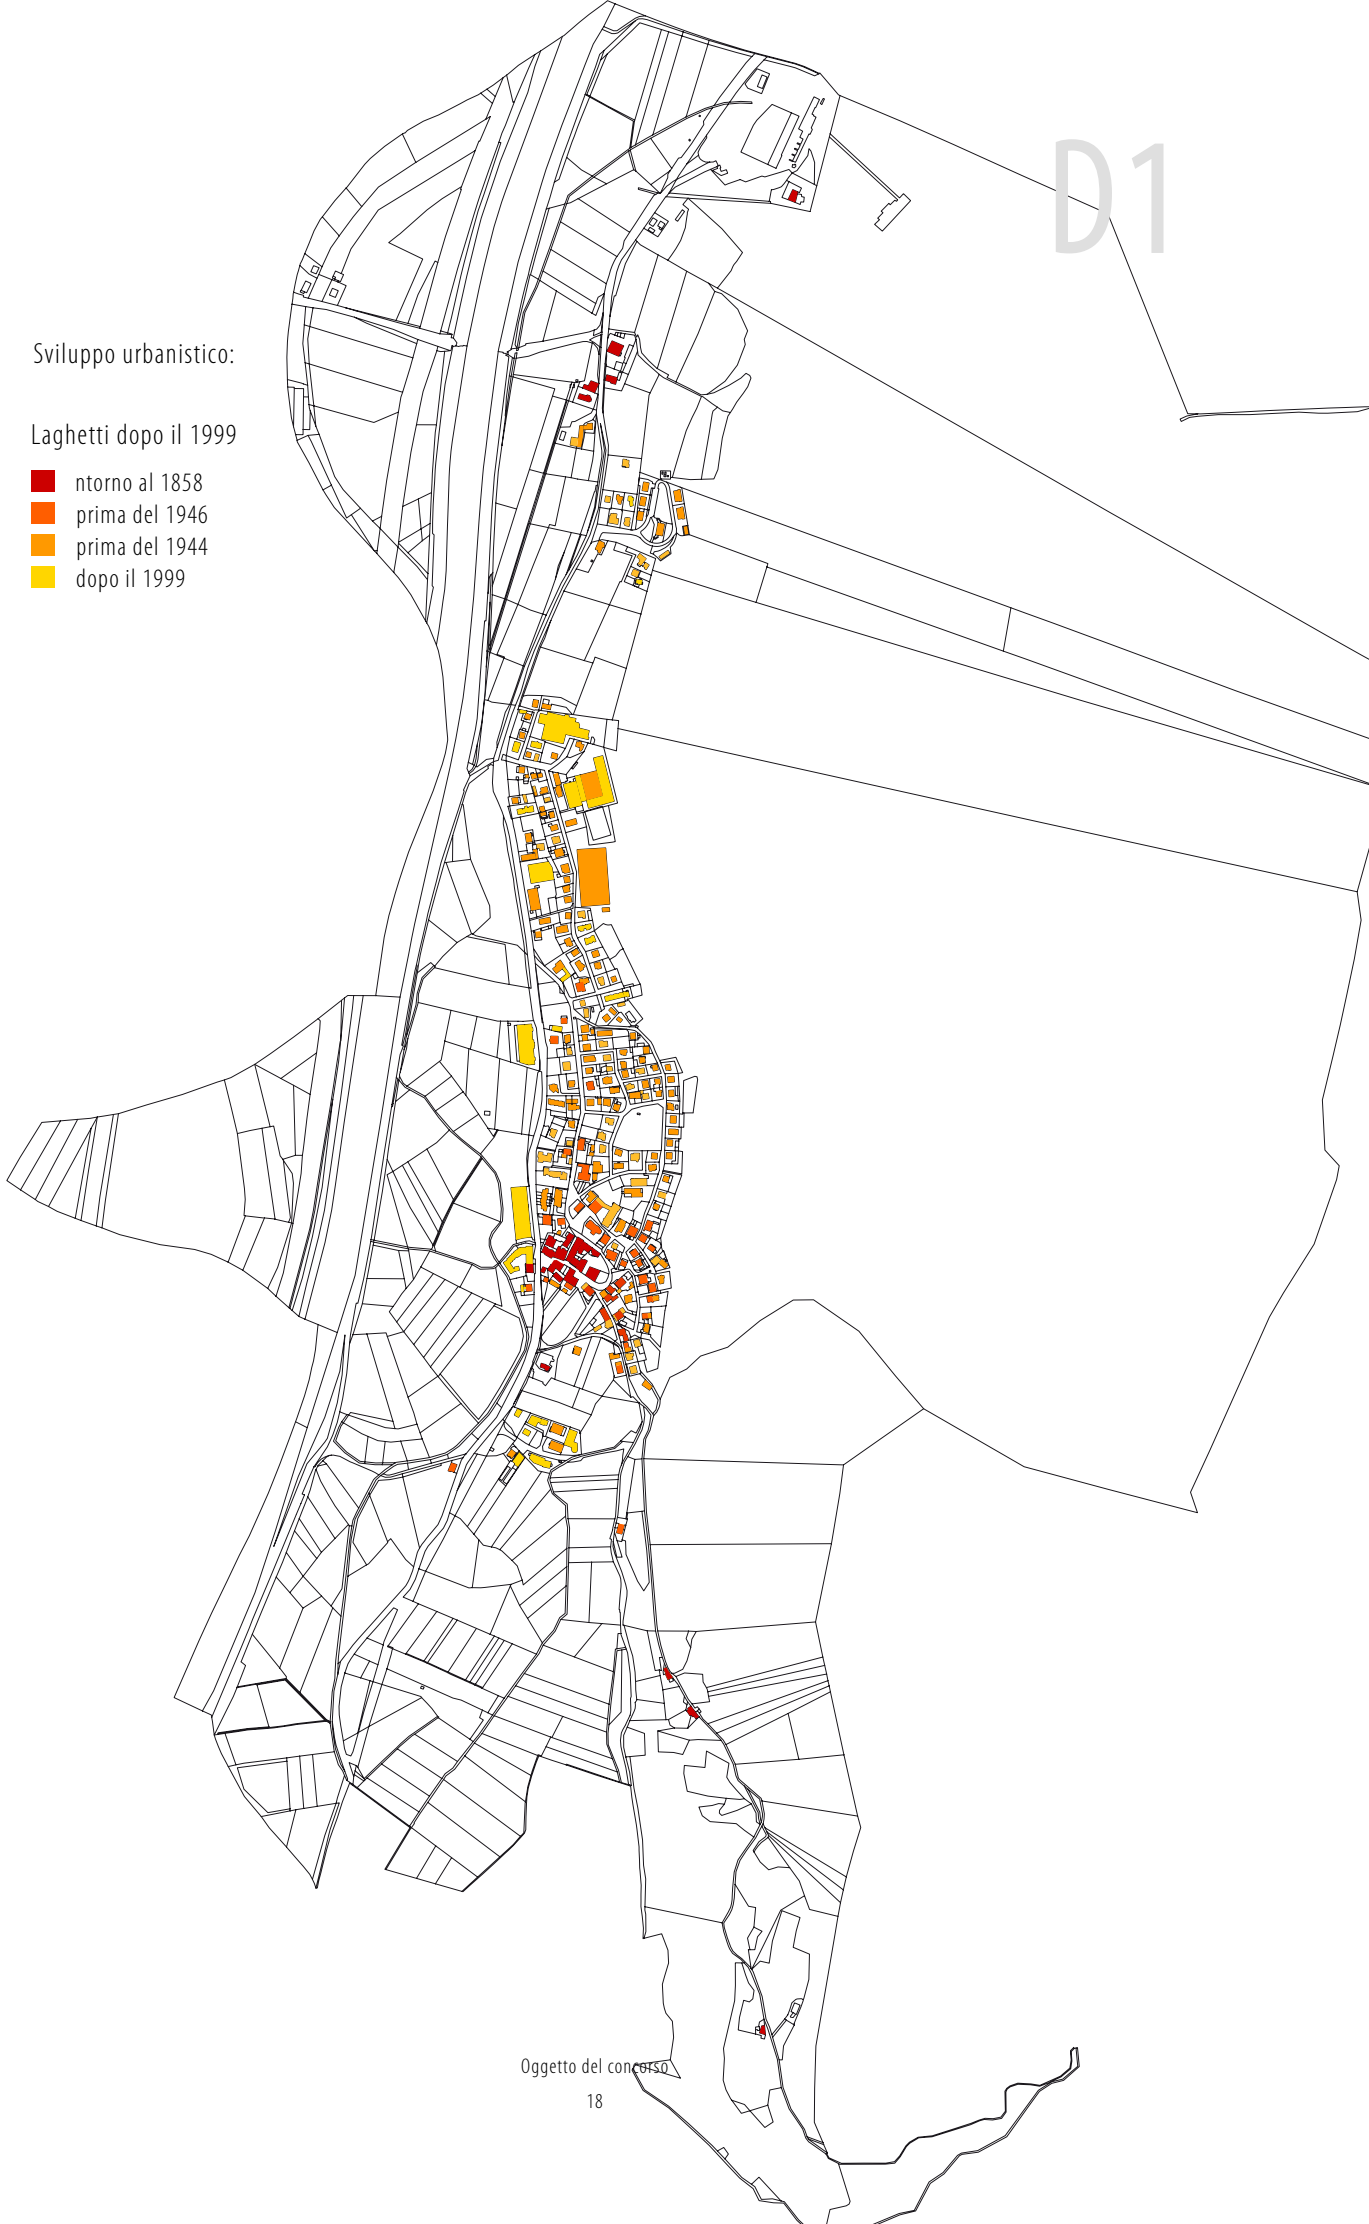 D1
Sviluppo urbanistico:
Laghetti dopo il 1999
ntorno al 1858
prima del 1946
prima del 1944
dopo il 1999
Oggetto del concorso
18